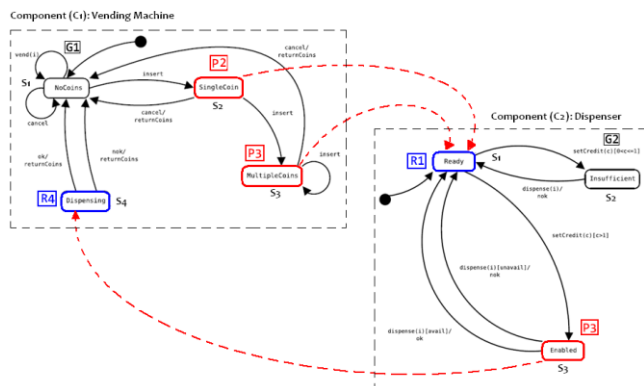 Component (C1): Vending Machine
vend(i)
G1
S1
NoCoins
cancel
insert
cancel/
returnCoins
P2
SingleCoin
S2
cancel/
returnCoins
insert
P3
MultipleCoins
insert
S3
ok/
returnCoins
nok/
returnCoins
R4
Dispensing
S4
Component (C2): Dispenser
G2
R1
Ready
S1
setCredit(c)[0<c<=1]
Insufficient
S2
dispense(i)/
nok
setCredit(c)[c>1]
dispense(i)[unavail]/
nok
dispense(i)[avail]/
ok
P3
Enabled
S3